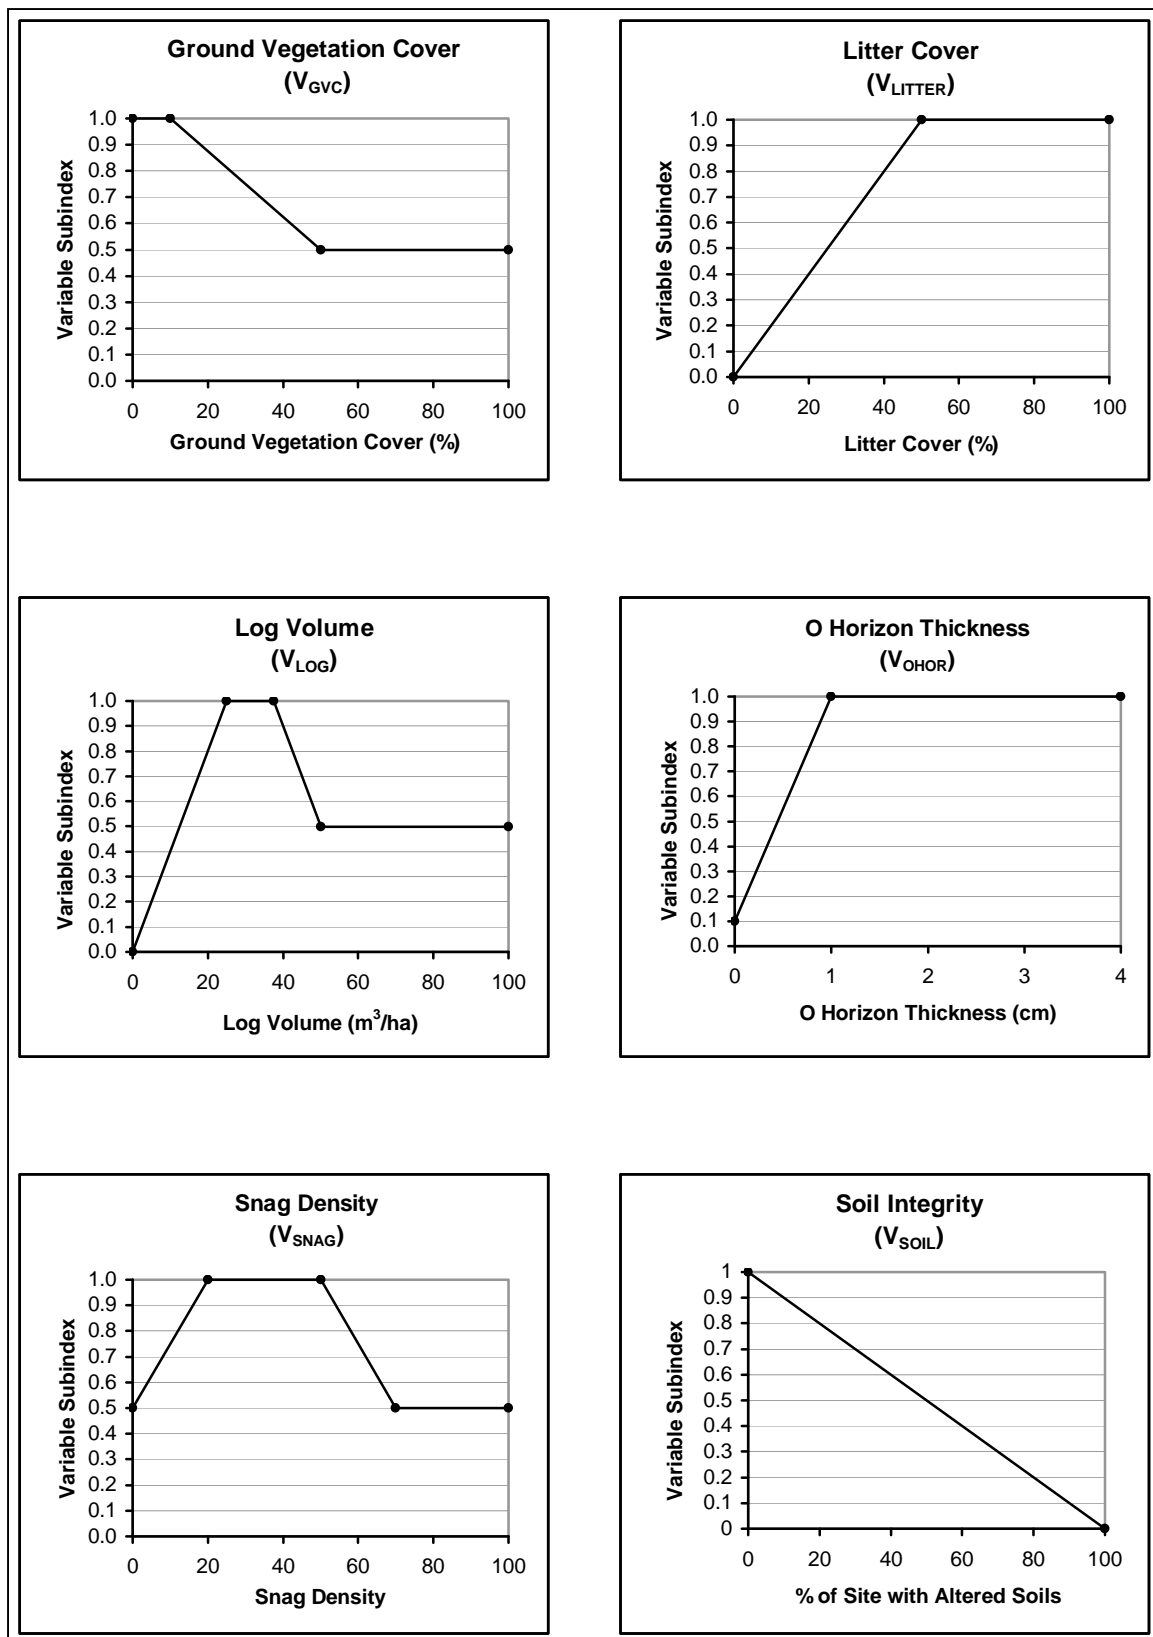 Ground Vegetation Cover
(V_GVC)
1.0
0.9
0.8
0.7
0.6
0.5
0.4
0.3
0.2
0.1
0.0
Variable Subindex
0 20 40 60 80 100
Ground Vegetation Cover (%)
Litter Cover
(V_LITTER)
1.0
0.9
0.8
0.7
0.6
0.5
0.4
0.3
0.2
0.1
0.0
Variable Subindex
0 20 40 60 80 100
Litter Cover (%)
Log Volume
(V_LOG)
1.0
0.9
0.8
0.7
0.6
0.5
0.4
0.3
0.2
0.1
0.0
Variable Subindex
0 20 40 60 80 100
Log Volume (m³/ha)
O Horizon Thickness
(V_OHOR)
1.0
0.9
0.8
0.7
0.6
0.5
0.4
0.3
0.2
0.1
0.0
Variable Subindex
0 1 2 3 4
O Horizon Thickness (cm)
Snag Density
(V_SNAG)
1.0
0.9
0.8
0.7
0.6
0.5
0.4
0.3
0.2
0.1
0.0
Variable Subindex
0 20 40 60 80 100
Snag Density
Soil Integrity
(V_SOIL)
1
0.9
0.8
0.7
0.6
0.5
0.4
0.3
0.2
0.1
0
Variable Subindex
0 20 40 60 80 100
% of Site with Altered Soils